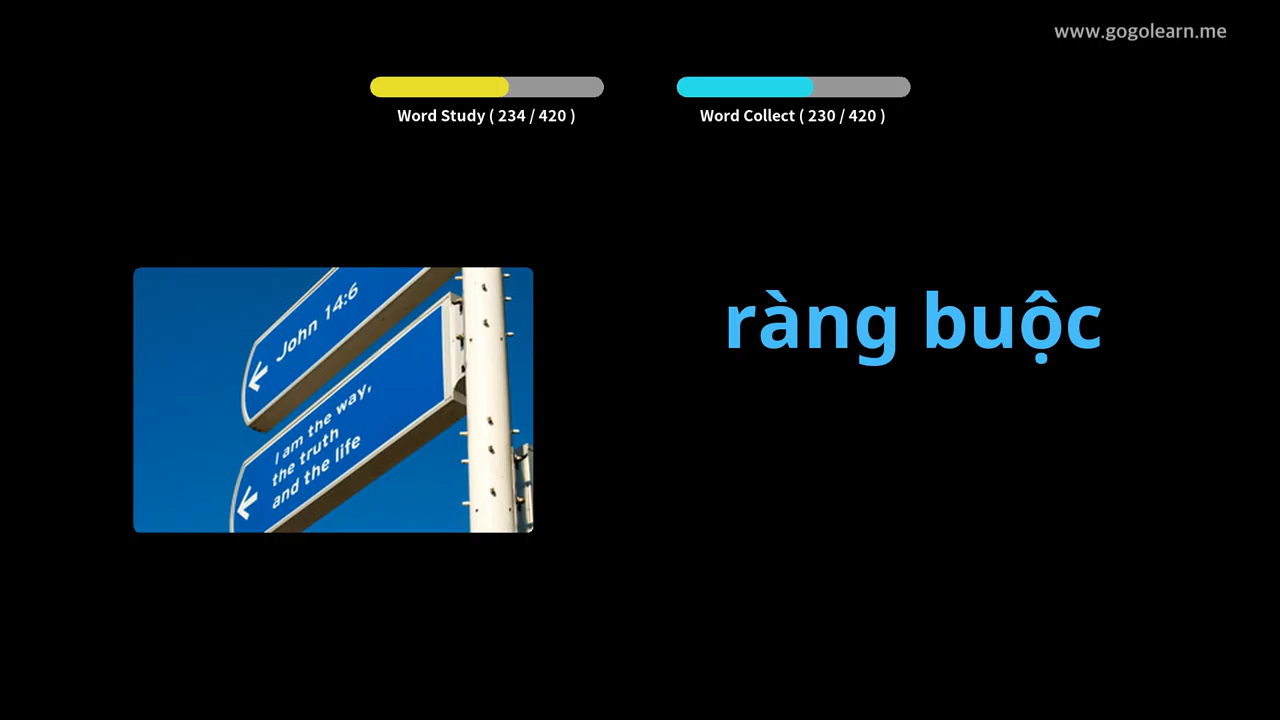 www.gogolearn.me
Word Study ( 234 / 420 )
Word Collect ( 230 / 420 )
John 14:6
I am the way,
the truth
and the life
ràng buộc